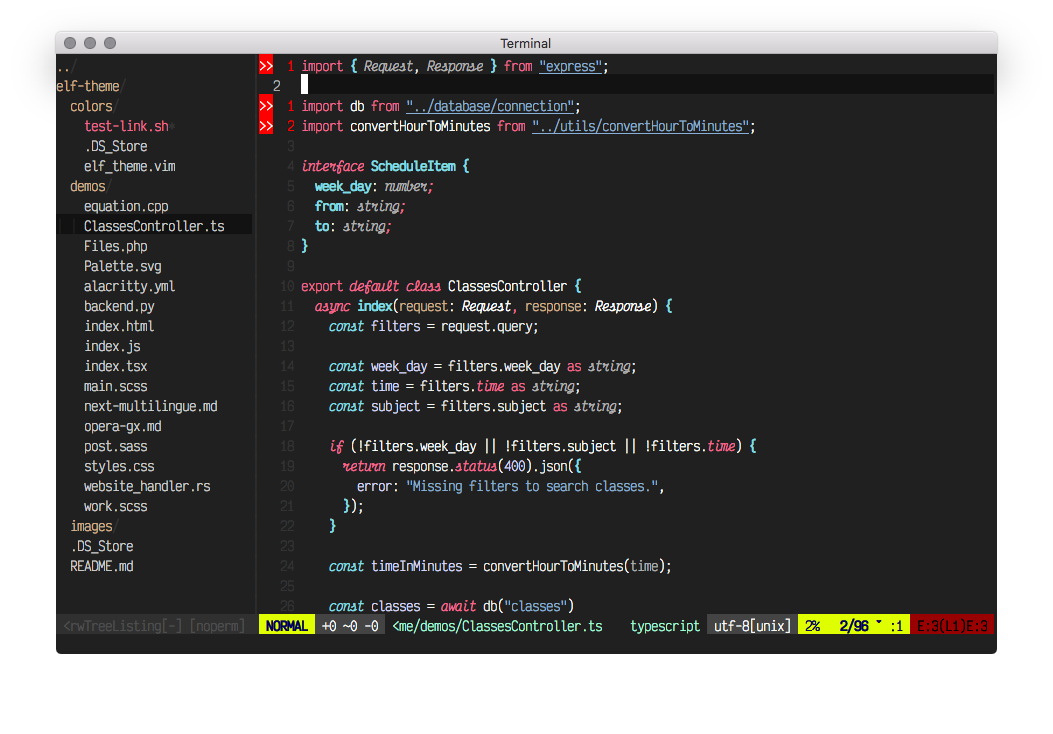 Terminal
../
elf-theme/
colors/
test-link.sh*
.DS_Store
elf_theme.vim
demos/
equation.cpp
ClassesController.ts
Files.php
Palette.svg
alacritty.yml
backend.py
index.html
index.js
index.tsx
main.scss
next-multilingue.md
opera-gx.md
post.sass
styles.css
website_handler.rs
work.scss
images/
.DS_Store
README.md
<rwTreeListing[-] [noperm]
>> 1 import { Request, Response } from "express";
2
>> 1 import db from "../database/connection";
>> 2 import convertHourToMinutes from "../utils/convertHourToMinutes";
3
4 interface ScheduleItem {
5 week_day: number;
6 from: string;
7 to: string;
8 }
9
10 export default class ClassesController {
11 async index(request: Request, response: Response) {
12 const filters = request.query;
13
14 const week_day = filters.week_day as string;
15 const time = filters.time as string;
16 const subject = filters.subject as string;
17
18 if (!filters.week_day || !filters.subject || !filters.time) {
19 return response.status(400).json({
20 error: "Missing filters to search classes.",
21 });
22 }
23
24 const timeInMinutes = convertHourToMinutes(time);
25
26 const classes = await db("classes")
NORMAL +0 ~0 -0 <me/demos/ClassesController.ts typescript utf-8[unix] 2% 2/96 :1 E:3(L1)E:3